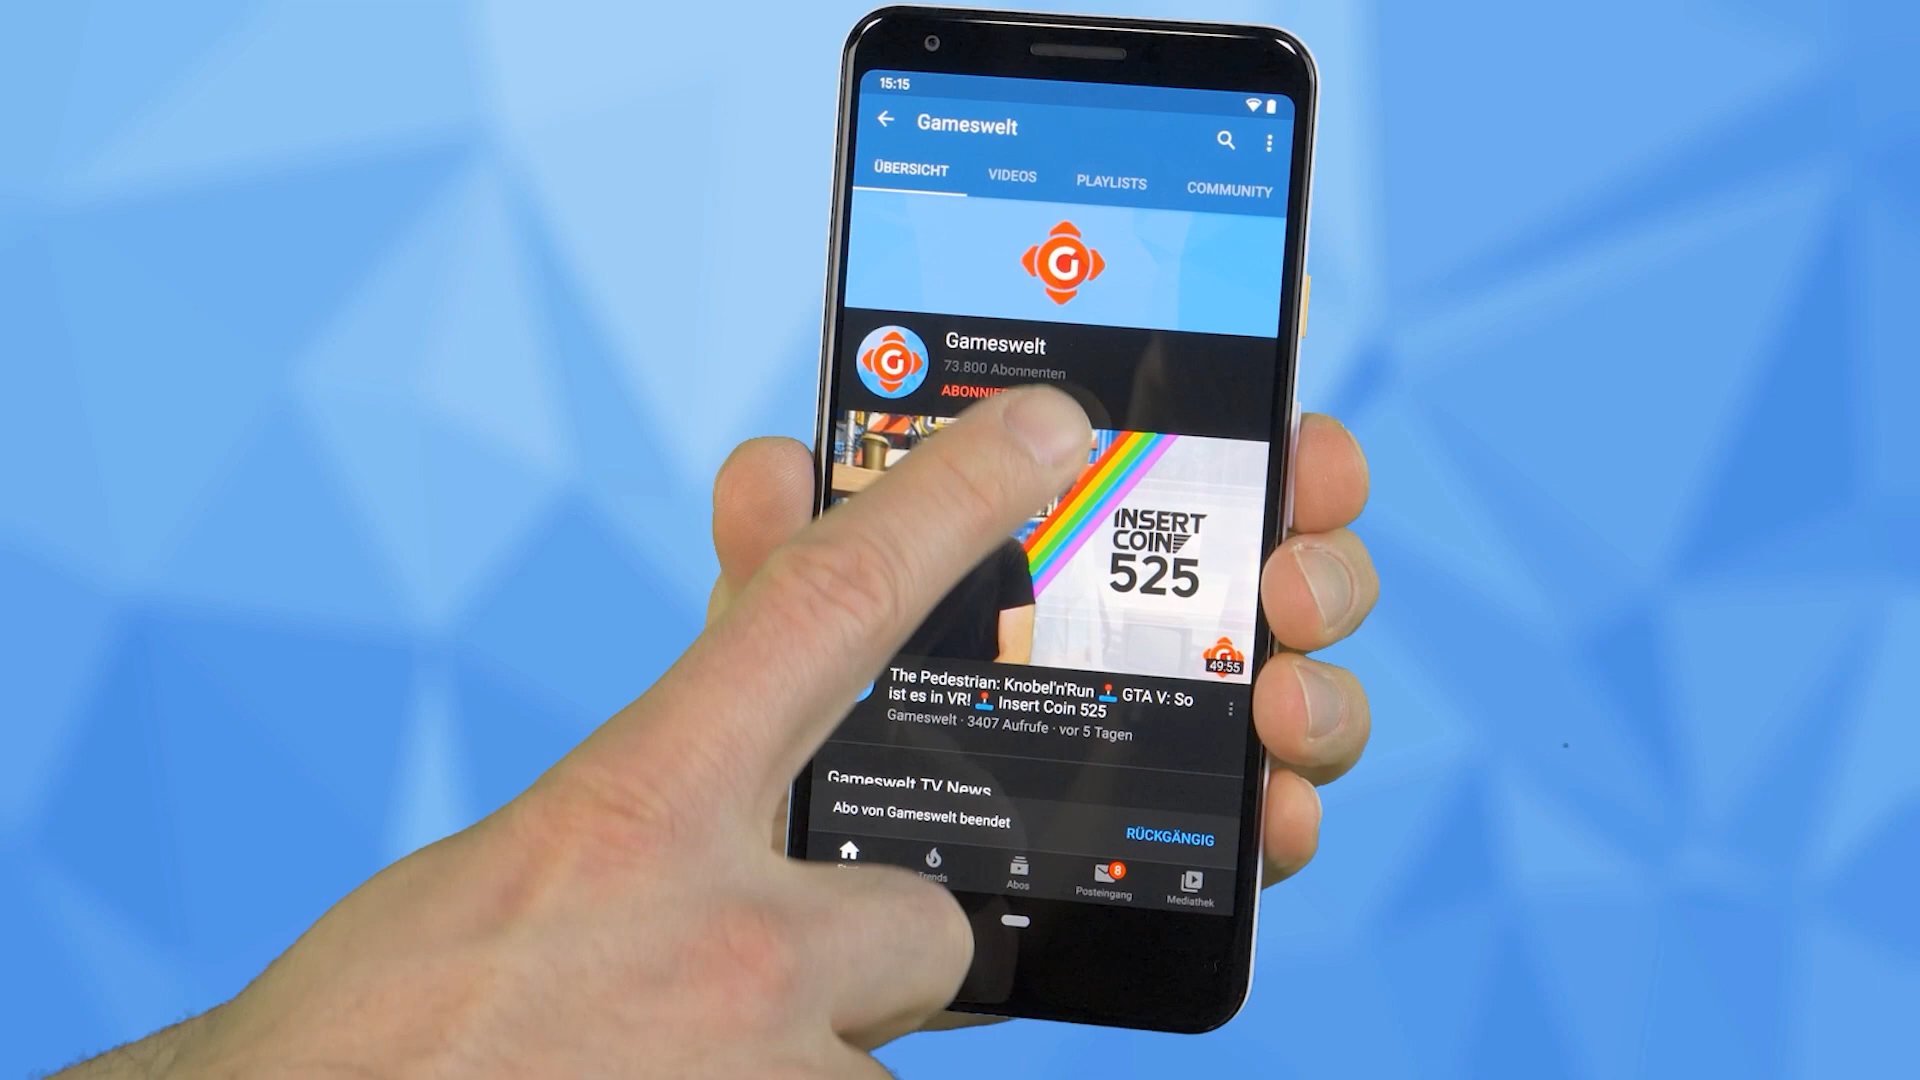 15:15
Gameswelt
ÜBERSICHT VIDEOS PLAYLISTS COMMUNITY
G
Gameswelt
73.800 Abonnenten
G
INSERT
COIN
525
49:55
The Pedestrian: Knobel'n'Run GTA V: So
ist es in VR! Insert Coin 525
Gameswelt · 3407 Aufrufe · vor 5 Tagen
Gameswelt TV News
Abo von Gameswelt beendet
RÜCKGÄNGIG
8
Trends Abos Posteingang Mediathek